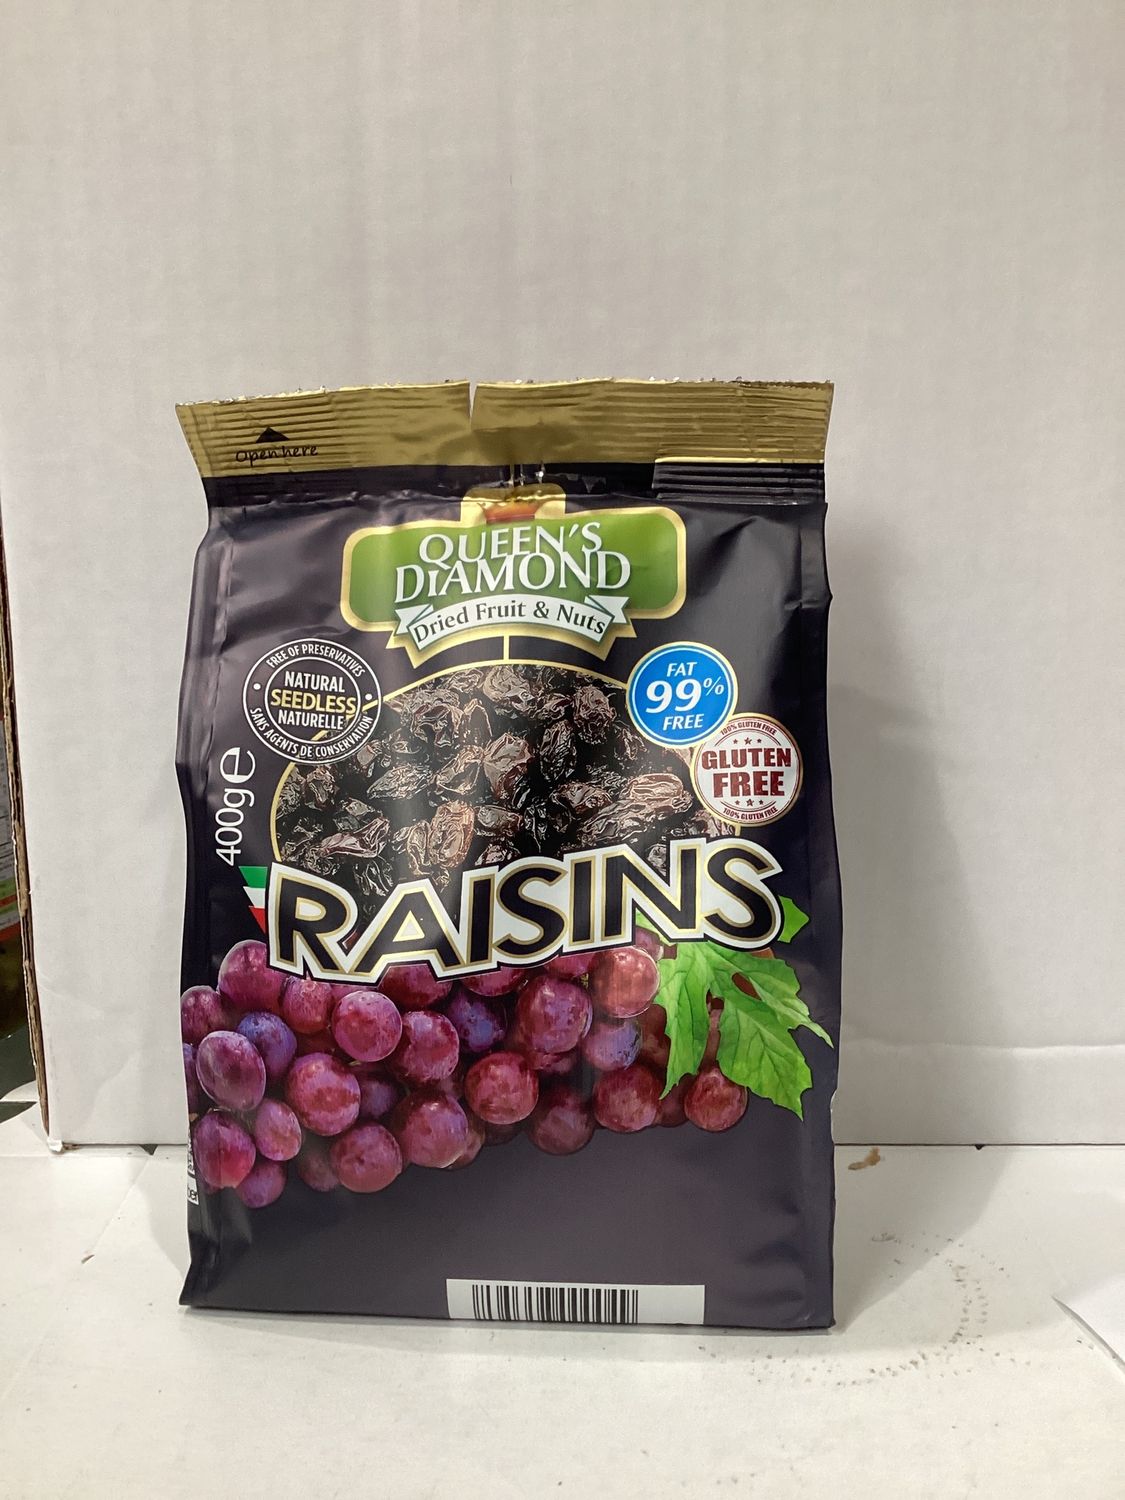 Open here
QUEEN'S
DiAMOND
Dried Fruit & Nuts
FREE OF PRESERVATIVES
NATURAL
SEEDLESS
NATURELLE
SANS AGENTS DE CONSERVATION
FAT
99%
FREE
100% GLUTEN FREE
GLUTEN
FREE
100% GLUTEN FREE
400g e
RAISINS